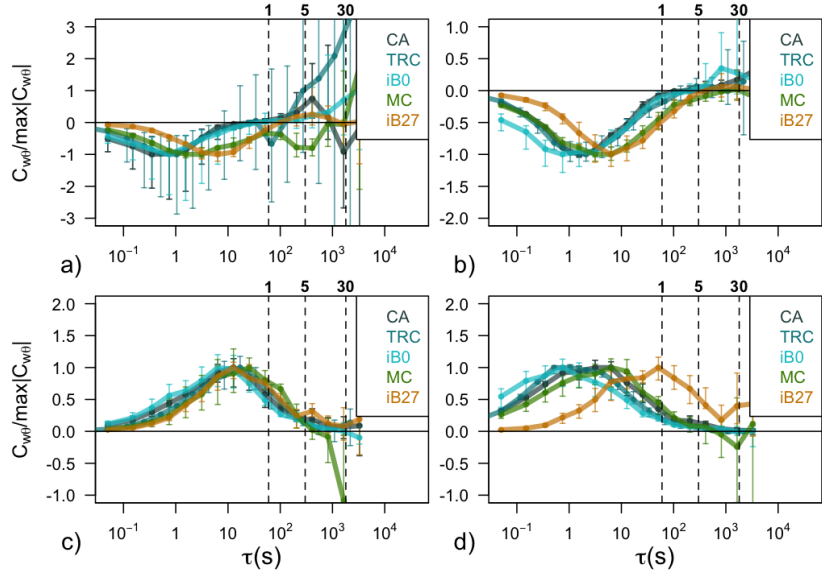 1 5 30
C_wθ/max|C_wθ|
3
2
1
0
-1
-2
-3
CA
TRC
iB0
MC
iB27
10^-1 1 10 10^2 10^3 10^4
a)
1 5 30
C_wθ/max|C_wθ|
1.0
0.5
0.0
-0.5
-1.0
-1.5
-2.0
CA
TRC
iB0
MC
iB27
10^-1 1 10 10^2 10^3 10^4
b)
1 5 30
C_wθ/max|C_wθ|
2.0
1.5
1.0
0.5
0.0
-0.5
-1.0
CA
TRC
iB0
MC
iB27
10^-1 1 10 10^2 10^3 10^4
c)
τ(s)
1 5 30
2.0
1.5
1.0
0.5
0.0
-0.5
-1.0
CA
TRC
iB0
MC
iB27
10^-1 1 10 10^2 10^3 10^4
d)
τ(s)